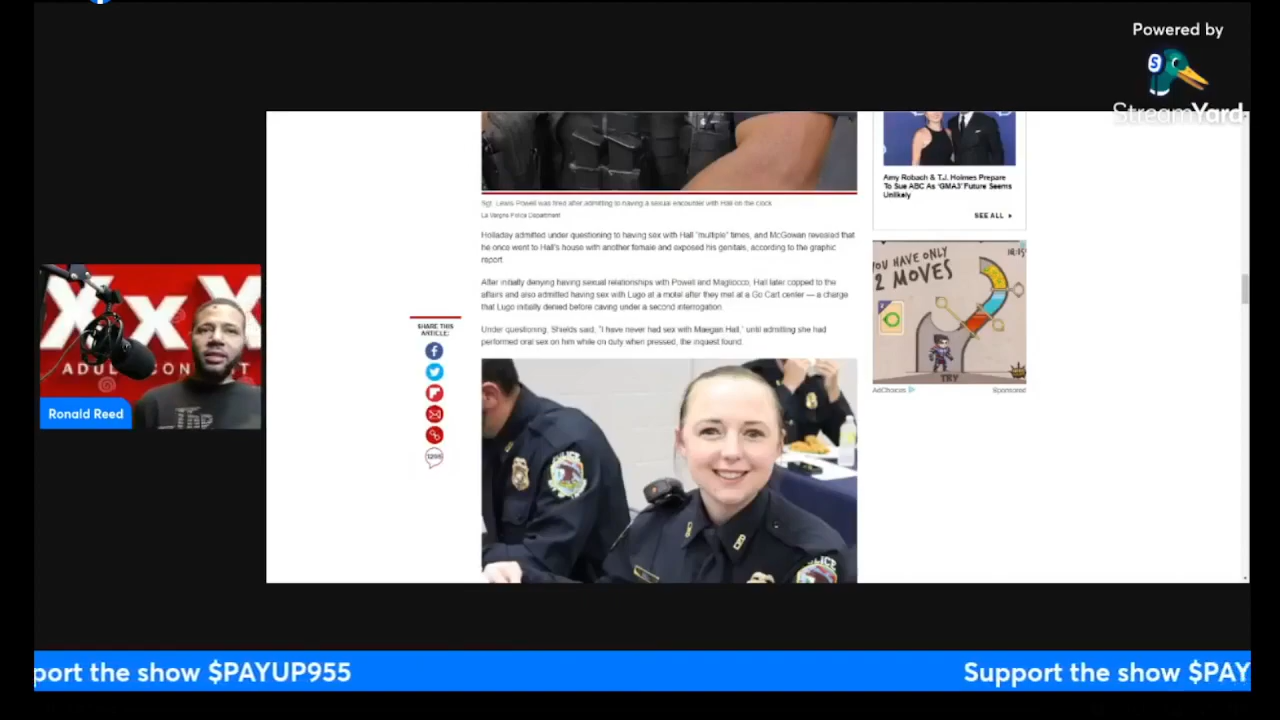 Powered by
S
StreamYard
Amy Robach & T.J. Holmes Prepare
To Sue ABC As 'GMA3' Future Seems
Unlikely
SEE ALL
Sgt. Lewis Powell was fired after admitting to having a sexual encounter with Hall on the clock
La Vergne Police Department
Holladay admitted under questioning to having sex with Hall "multiple" times, and McGowan revealed that
he once went to Hall's house with another female and exposed his genitals, according to the graphic
report
After initially denying having sexual relationships with Powell and Magliocco, Hall later copped to the
affairs and also admitted having sex with Lugo at a motel after they met at a Go Cart center — a charge
that Lugo initially denied before caving under a second interrogation.
Under questioning, Shields said, "I have never had sex with Maegan Hall," until admitting she had
performed oral sex on him while on duty when pressed, the inquest found.
SHARE THIS
ARTICLE:
YOU HAVE ONLY
2 MOVES
TRY
AdChoices
Sponsored
XxX
ADUL CON T
Ronald Reed
port the show $PAYUP955
Support the show $PAY